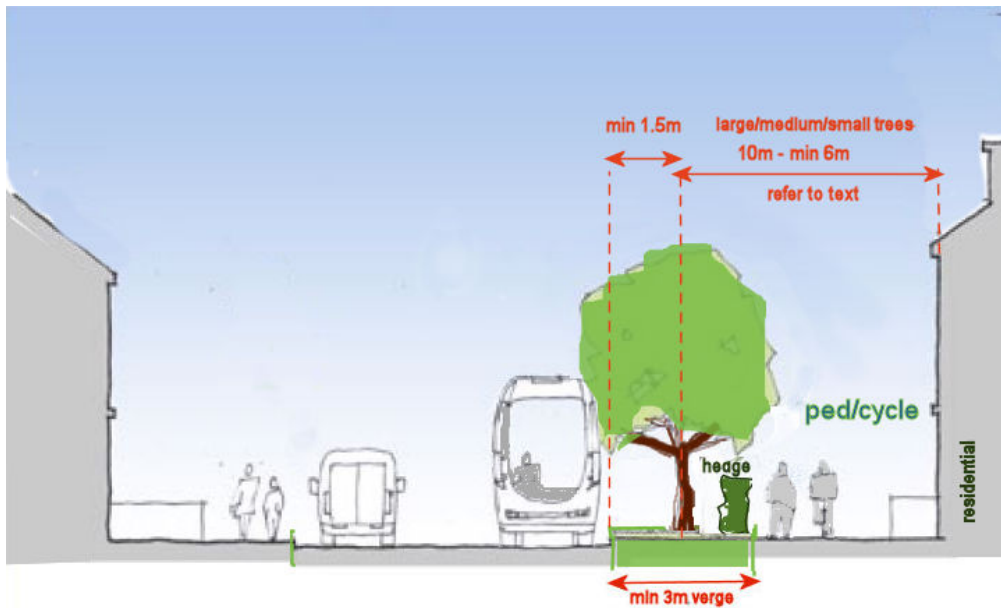 min 1.5m
large/medium/small trees
10m - min 6m
refer to text
ped/cycle
hedge
residential
min 3m verge